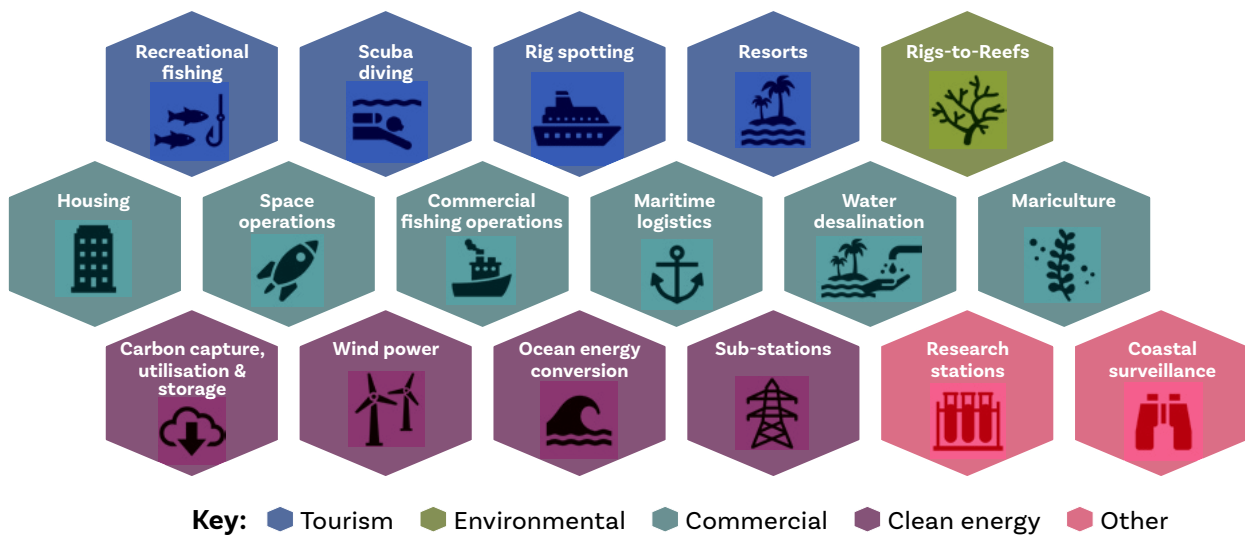 Recreational
fishing
Scuba
diving
Rig spotting
Resorts
Rigs-to-Reefs
Housing
Space
operations
Commercial
fishing operations
Maritime
logistics
Water
desalination
Mariculture
Carbon capture,
utilisation &
storage
Wind power
Ocean energy
conversion
Sub-stations
Research
stations
Coastal
surveillance
Key: Tourism Environmental Commercial Clean energy Other